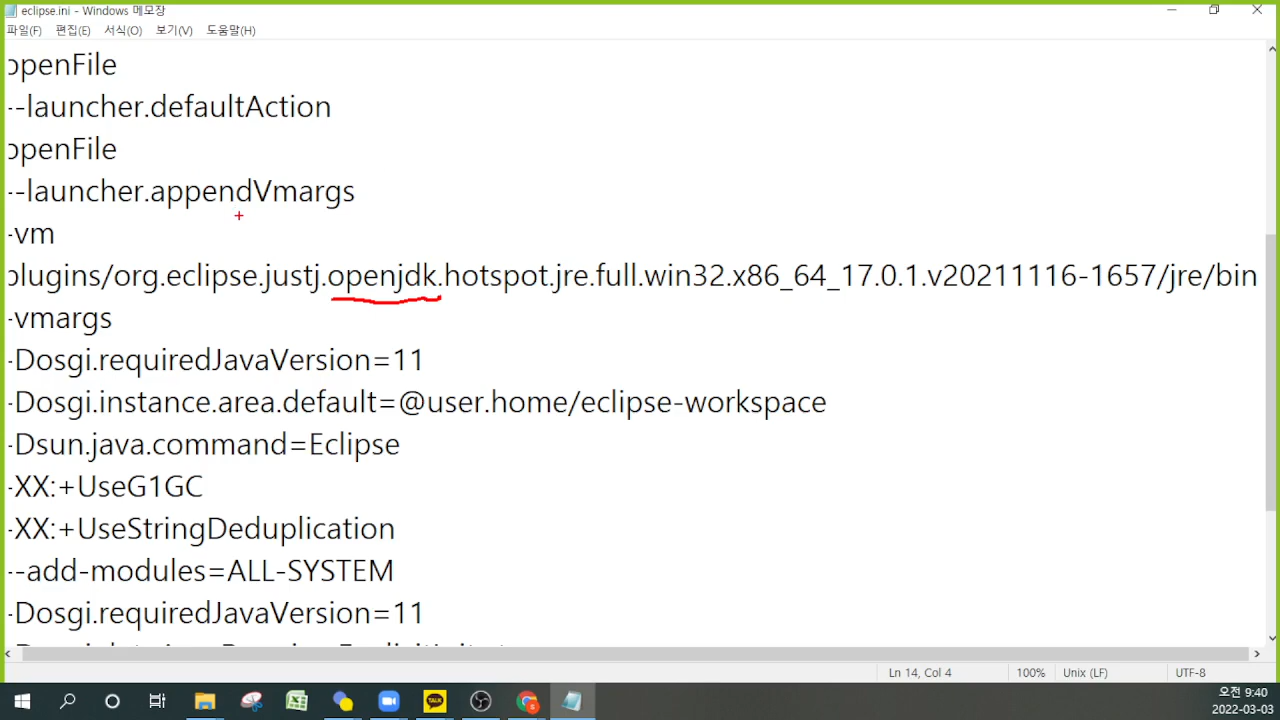 eclipse.ini - Windows 메모장
파일(F) 편집(E) 서식(O) 보기(V) 도움말(H)
openFile
--launcher.defaultAction
openFile
--launcher.appendVmargs
-vm
plugins/org.eclipse.justj.openjdk.hotspot.jre.full.win32.x86_64_17.0.1.v20211116-1657/jre/bin
-vmargs
-Dosgi.requiredJavaVersion=11
-Dosgi.instance.area.default=@user.home/eclipse-workspace
-Dsun.java.command=Eclipse
-XX:+UseG1GC
-XX:+UseStringDeduplication
--add-modules=ALL-SYSTEM
-Dosgi.requiredJavaVersion=11
Ln 14, Col 4 100% Unix (LF) UTF-8
TALK
오전 9:40
2022-03-03